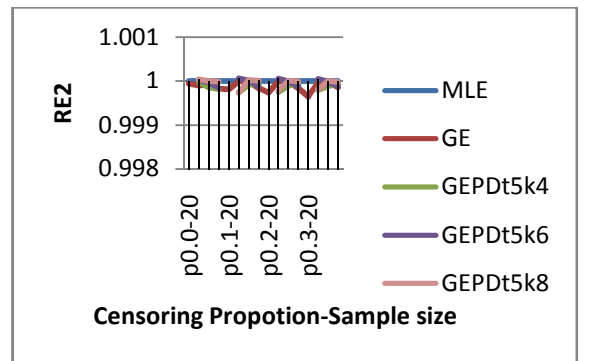 1.001
1
0.999
0.998
RE2
p0.0-20
p0.1-20
p0.2-20
p0.3-20
Censoring Propotion-Sample size
MLE
GE
GEPDt5k4
GEPDt5k6
GEPDt5k8